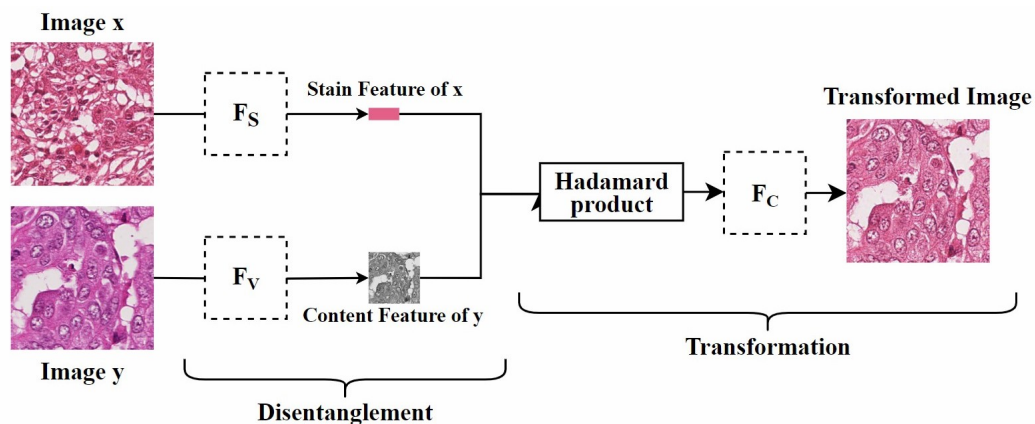 Image x
F_S
Stain Feature of x
Transformed Image
Hadamard
product
F_C
F_V
Content Feature of y
Image y
Disentanglement
Transformation